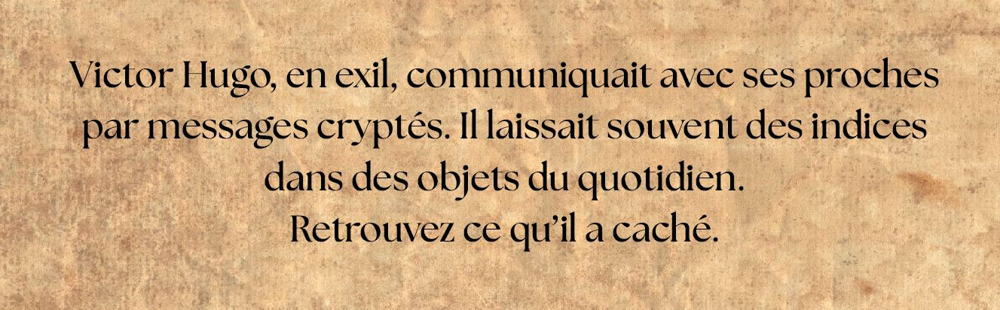 Victor Hugo, en exil, communiquait avec ses proches
par messages cryptés. Il laissait souvent des indices
dans des objets du quotidien.
Retrouvez ce qu’il a caché.